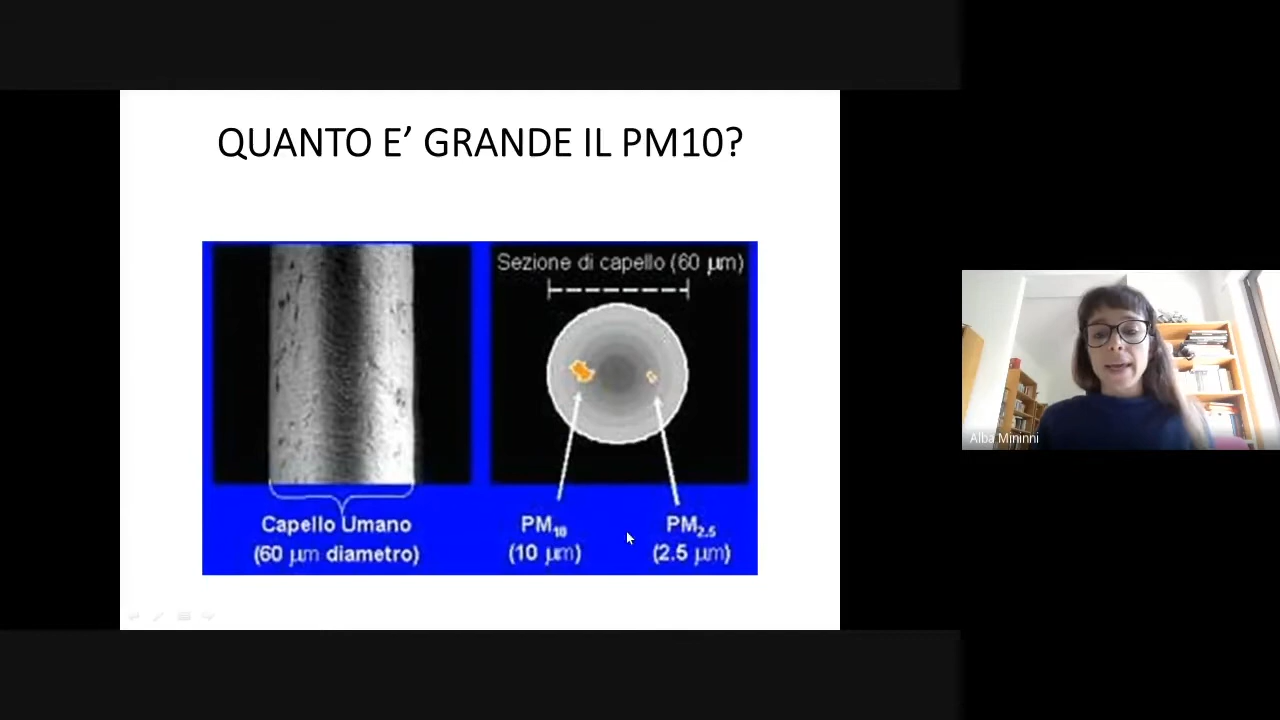 QUANTO E’ GRANDE IL PM10?
Sezione di capello (60 µm)
Capello Umano
(60 µm diametro)
PM10
(10 µm)
PM2.5
(2.5 µm)
Alba Mininni